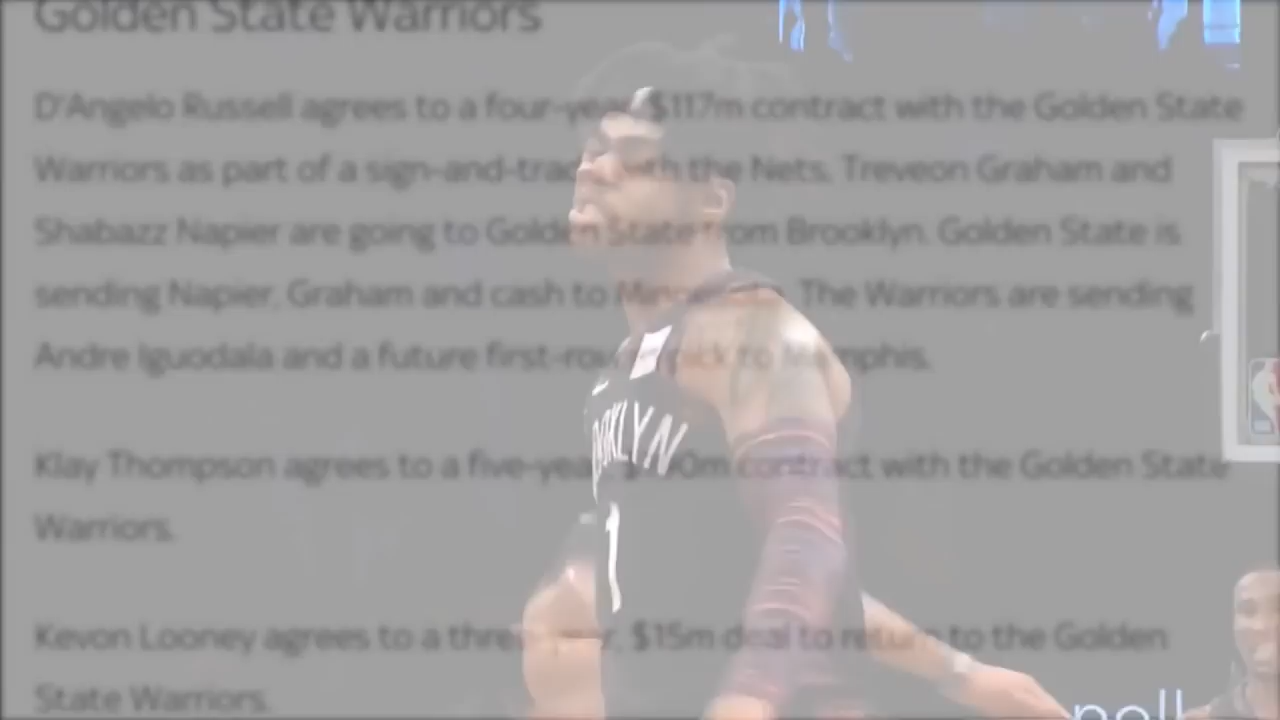 Golden State Warriors
D'Angelo Russell agrees to a four-year, $117m contract with the Golden State
Warriors as part of a sign-and-trade with the Nets. Treveon Graham and
Shabazz Napier are going to Golden State from Brooklyn. Golden State is
sending Napier, Graham and cash to Minnesota. The Warriors are sending
Andre Iguodala and a future first-round pick to Memphis.
Klay Thompson agrees to a five-year, $190m contract with the Golden State
Warriors.
Kevon Looney agrees to a three-year, $15m deal to return to the Golden
State Warriors.
OOKLYN
1